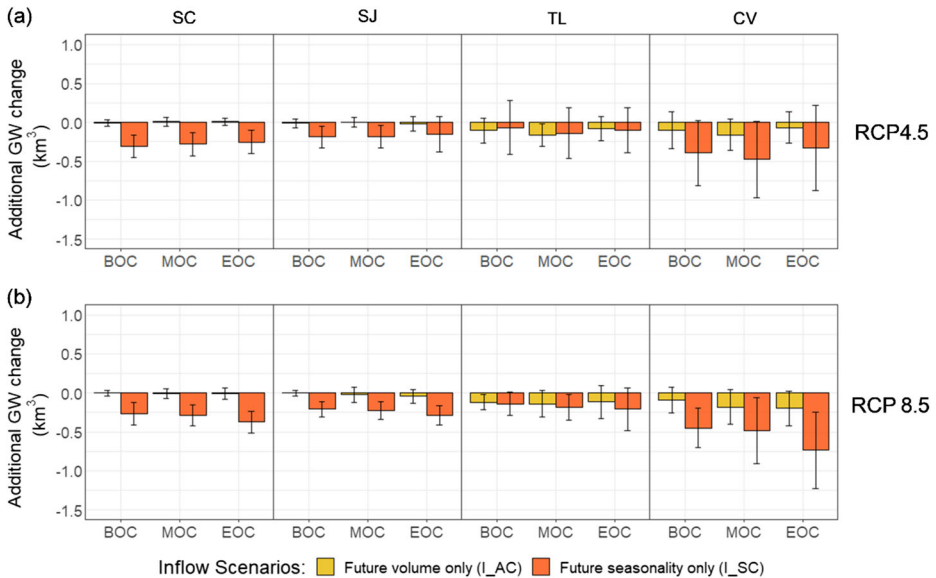 (a)
SC SJ TL CV
Additional GW change
(km³)
1.0
0.5
0.0
-0.5
-1.0
-1.5
BOC MOC EOC BOC MOC EOC BOC MOC EOC BOC MOC EOC
RCP4.5
(b)
Additional GW change
(km³)
1.0
0.5
0.0
-0.5
-1.0
-1.5
BOC MOC EOC BOC MOC EOC BOC MOC EOC BOC MOC EOC
RCP 8.5
Inflow Scenarios: Future volume only (I_AC) Future seasonality only (I_SC)